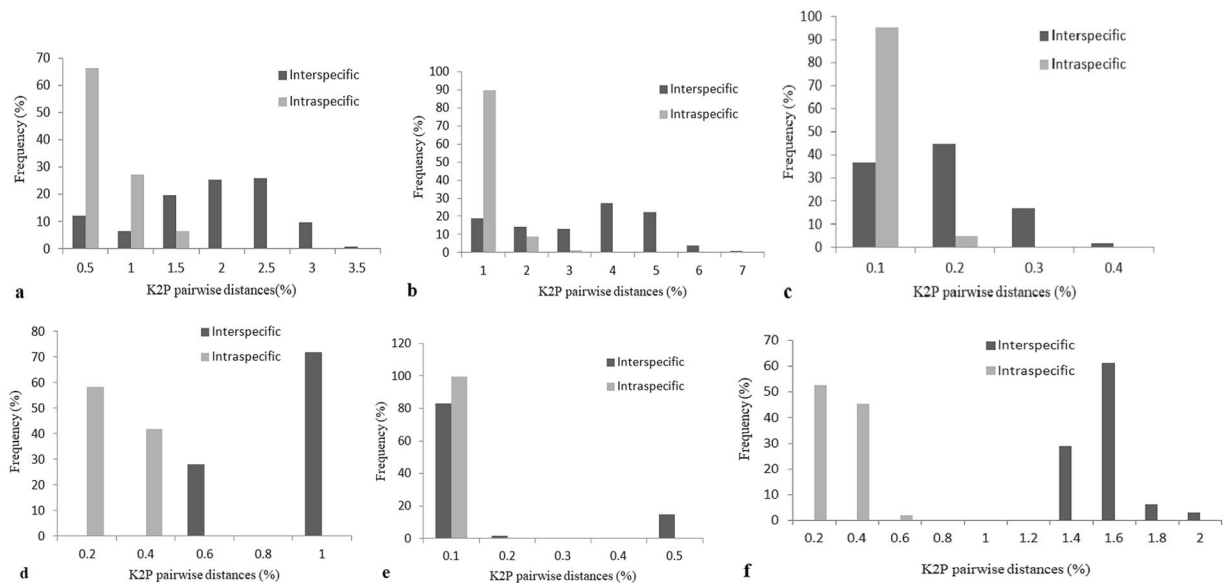 a
70
60
50
40
30
20
10
0
Frequency (%)
Interspecific
Intraspecific
0.5 1 1.5 2 2.5 3 3.5
K2P pairwise distances(%)
b
100
90
80
70
60
50
40
30
20
10
0
Frequency (%)
Interspecific
Intraspecific
1 2 3 4 5 6 7
K2P pairwise distances (%)
c
100
90
80
70
60
50
40
30
20
10
0
Frequency (%)
Interspecific
Intraspecific
0.1 0.2 0.3 0.4
K2P pairwise distances (%)
d
80
70
60
50
40
30
20
10
0
Frequency (%)
Interspecific
Intraspecific
0.2 0.4 0.6 0.8 1
K2P pairwise distances (%)
e
120
100
80
60
40
20
0
Frequency (%)
Interspecific
Intraspecific
0.1 0.2 0.3 0.4 0.5
K2P pairwise distances (%)
f
70
60
50
40
30
20
10
0
Frequency (%)
Interspecific
Intraspecific
0.2 0.4 0.6 0.8 1 1.2 1.4 1.6 1.8 2
K2P pairwise distances (%)